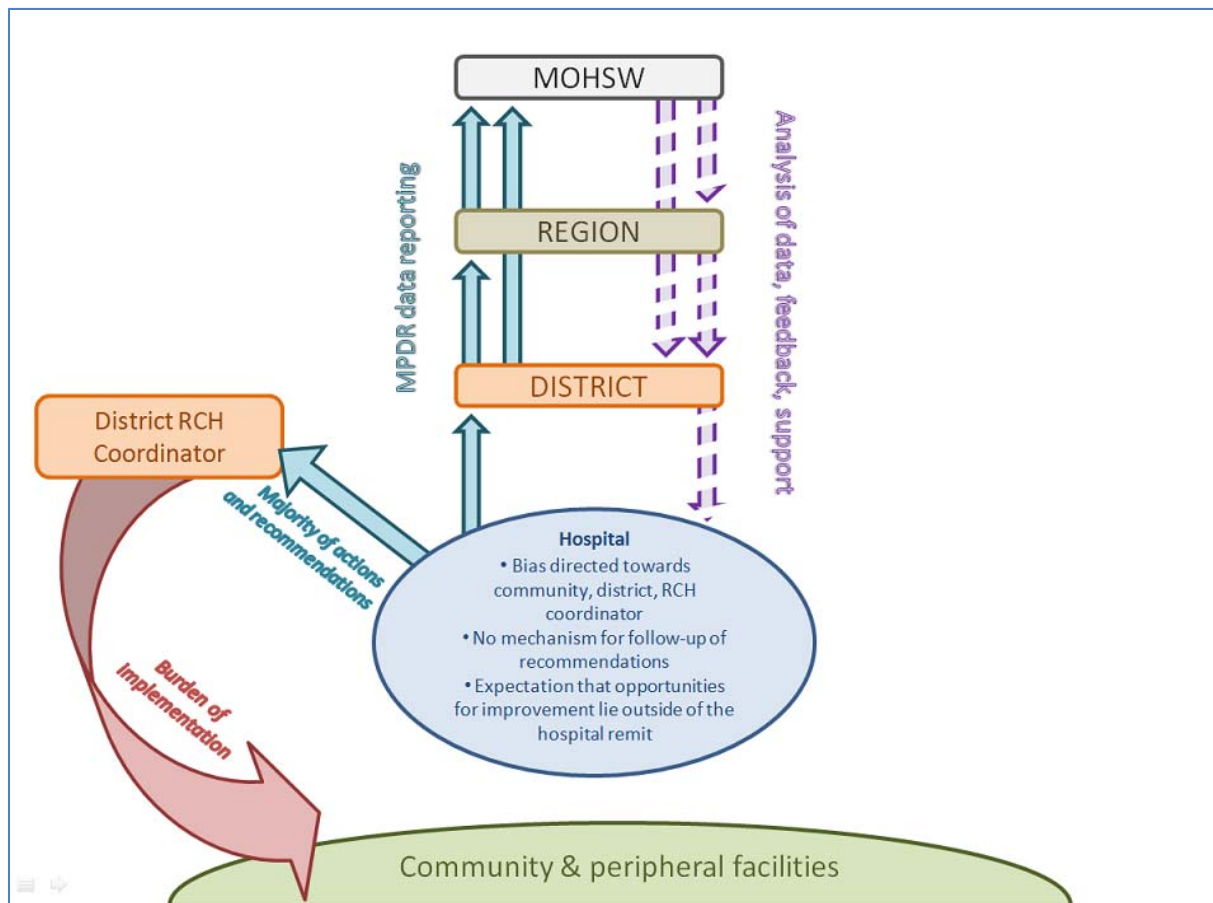 MOHSW
MPDR data reporting
Analysis of data, feedback, support
REGION
DISTRICT
District RCH
Coordinator
Majority of actions
and recommendations
Hospital
• Bias directed towards
community, district, RCH
coordinator
• No mechanism for follow-up of
recommendations
• Expectation that opportunities
for improvement lie outside of the
hospital remit
Burden of
Implementation
Community & peripheral facilities